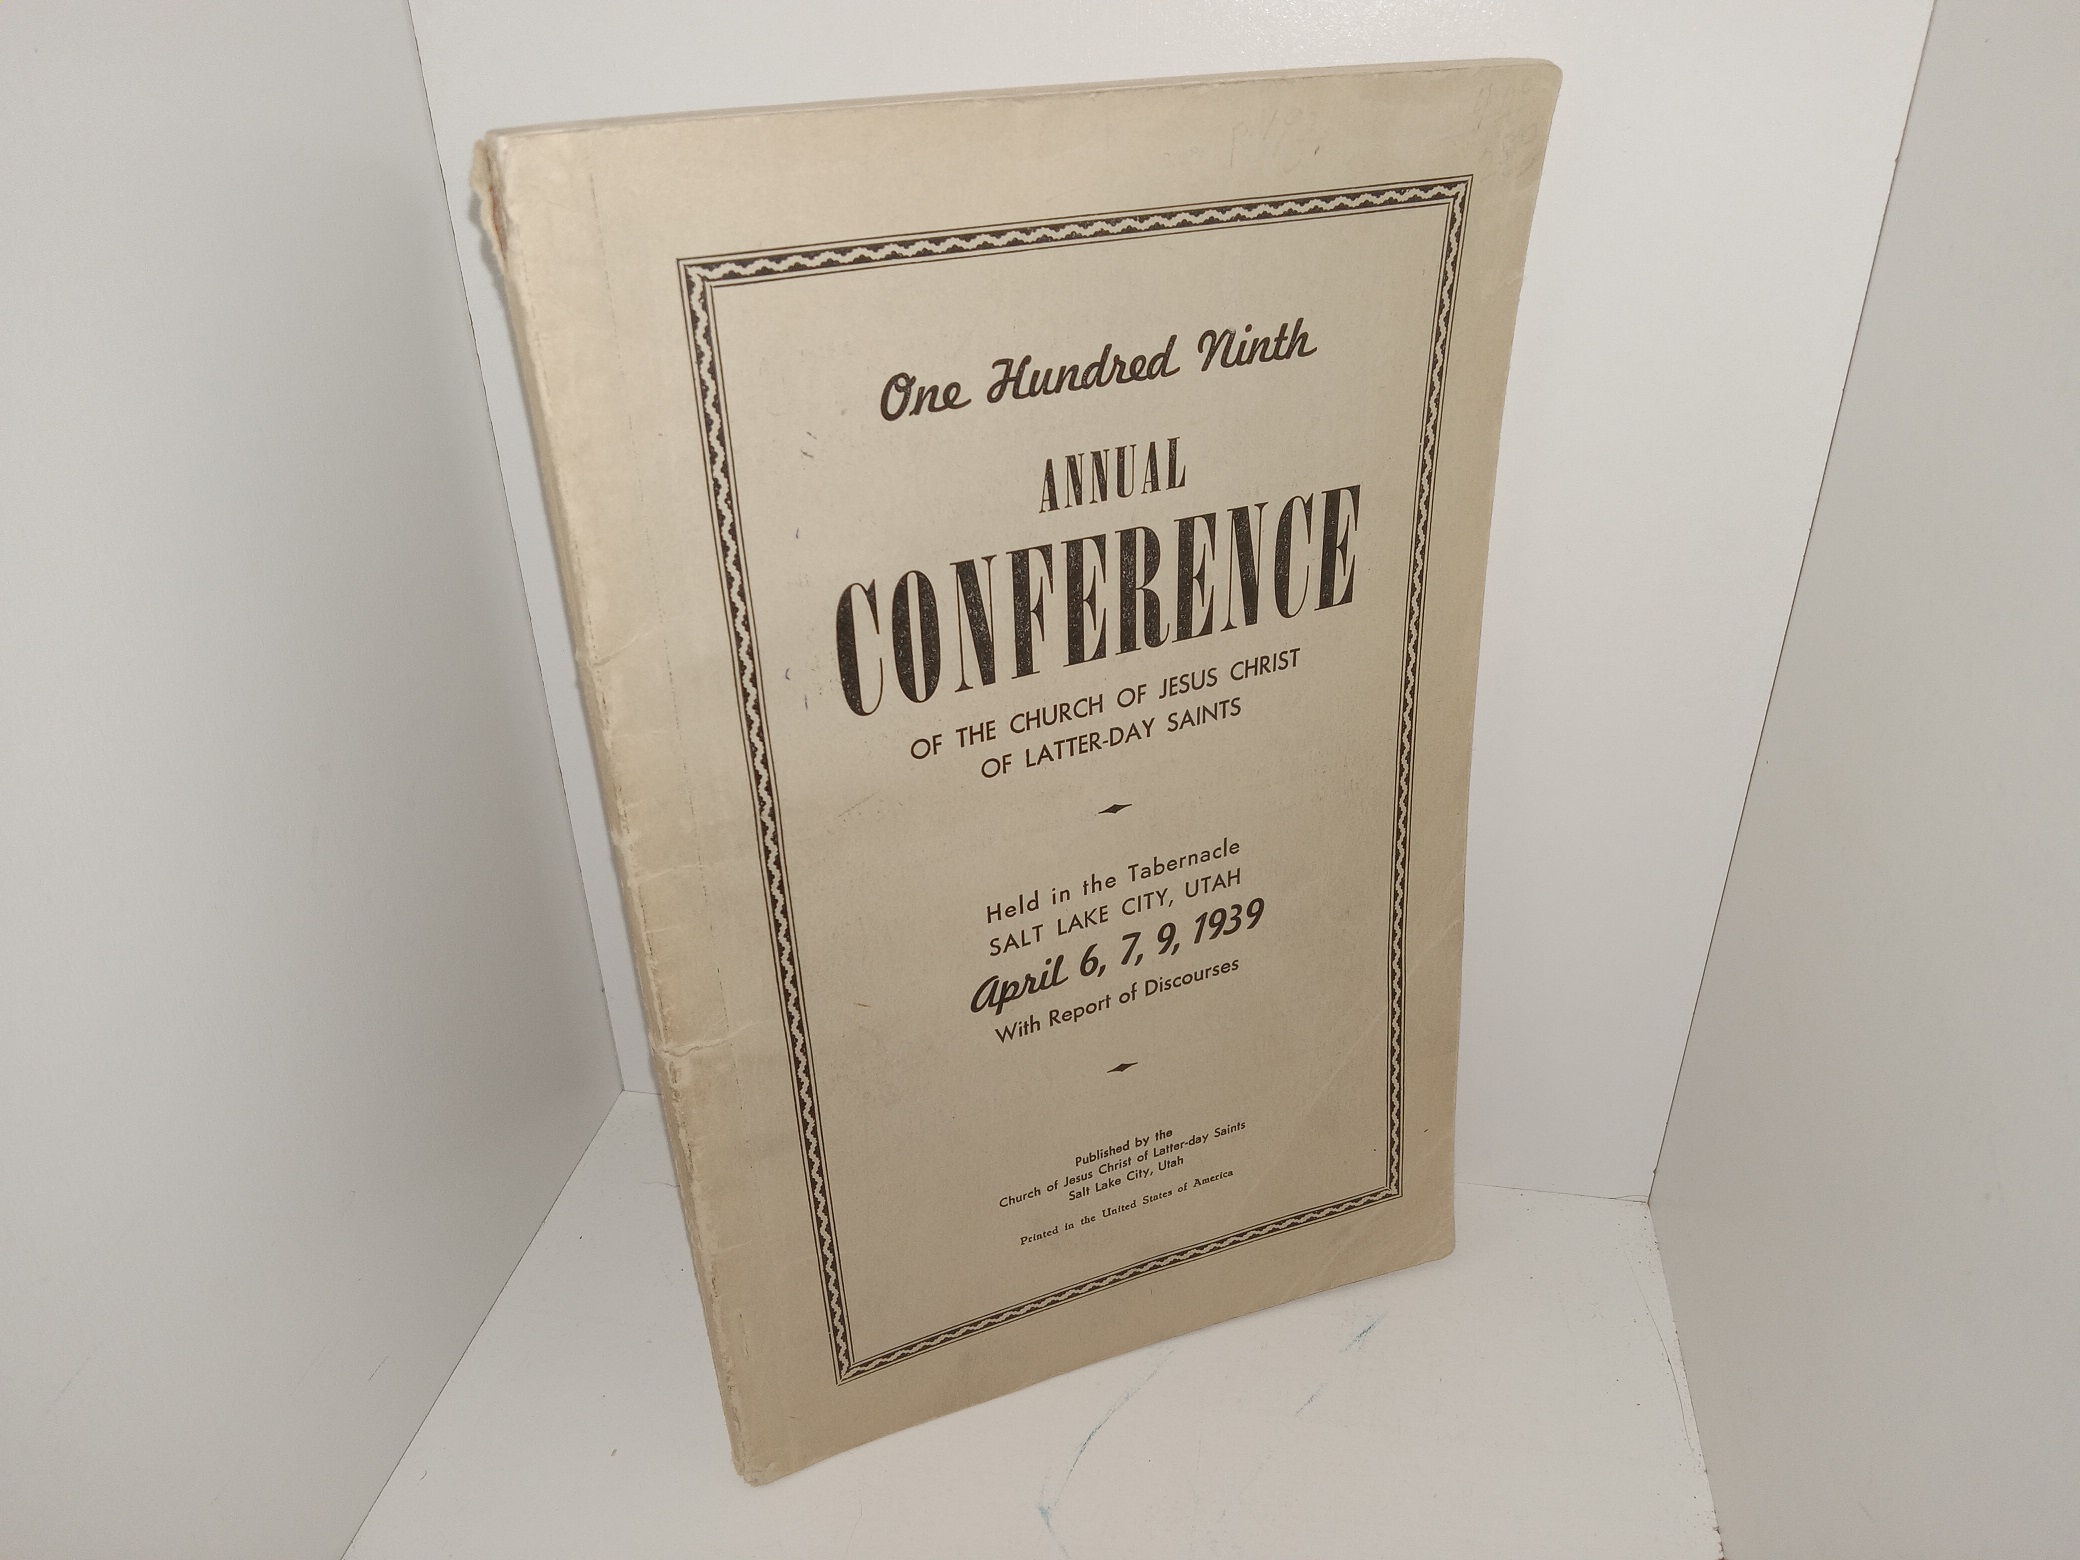 One Hundred Ninth
ANNUAL
CONFERENCE
OF THE CHURCH OF JESUS CHRIST
OF LATTER-DAY SAINTS
Held in the Tabernacle
SALT LAKE CITY, UTAH
April 6, 7, 9, 1939
With Report of Discourses
Published by the
Church of Jesus Christ of Latter-day Saints
Salt Lake City, Utah
Printed in the United States of America